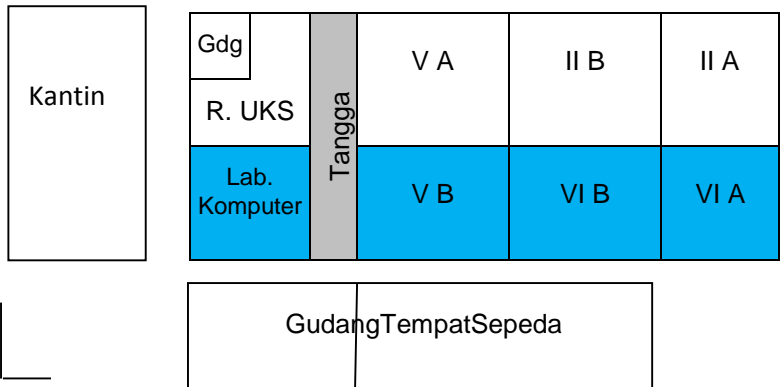 Kantin
Gdg
R. UKS
Tangga
V A
II B
II A
Lab.
Komputer
V B
VI B
VI A
GudangTempatSepeda